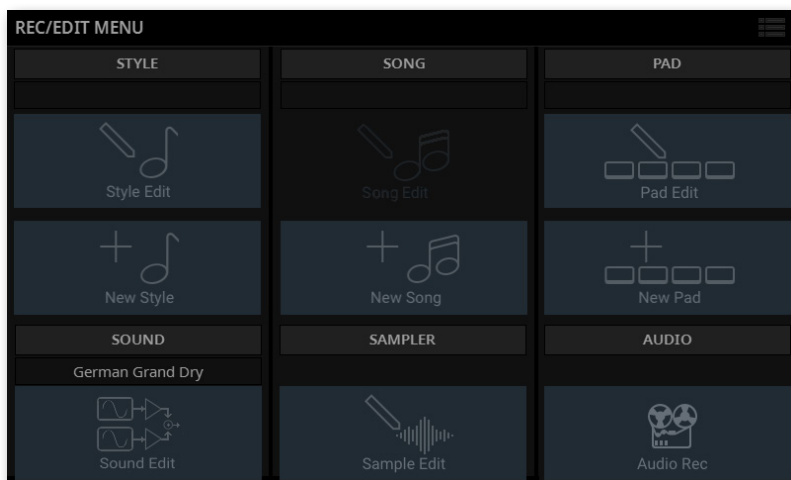 REC/EDIT MENU
STYLE SONG PAD
Style Edit Song Edit Pad Edit
New Style New Song New Pad
SOUND SAMPLER AUDIO
German Grand Dry
Sound Edit Sample Edit Audio Rec